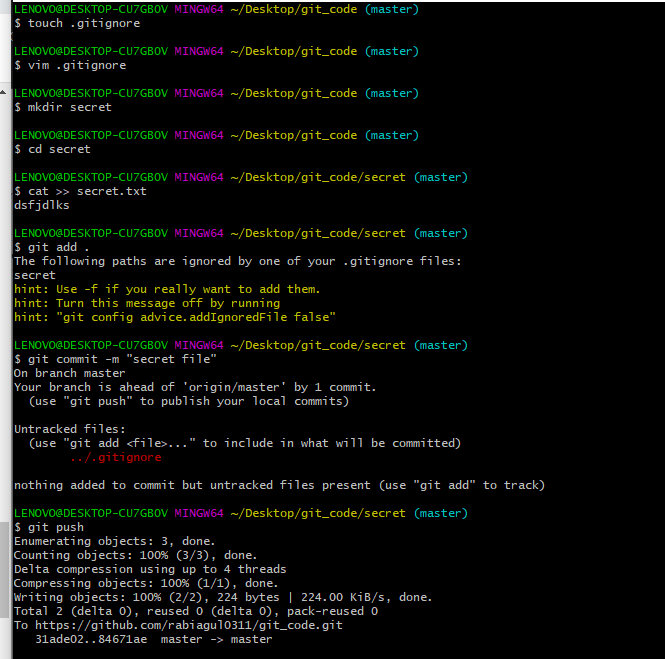 LENOVO@DESKTOP-CU7GBOV MINGW64 ~/Desktop/git_code (master)
$ touch .gitignore
LENOVO@DESKTOP-CU7GBOV MINGW64 ~/Desktop/git_code (master)
$ vim .gitignore
LENOVO@DESKTOP-CU7GBOV MINGW64 ~/Desktop/git_code (master)
$ mkdir secret
LENOVO@DESKTOP-CU7GBOV MINGW64 ~/Desktop/git_code (master)
$ cd secret
LENOVO@DESKTOP-CU7GBOV MINGW64 ~/Desktop/git_code/secret (master)
$ cat >> secret.txt
dsfjdlks
LENOVO@DESKTOP-CU7GBOV MINGW64 ~/Desktop/git_code/secret (master)
$ git add .
The following paths are ignored by one of your .gitignore files:
secret
hint: Use -f if you really want to add them.
hint: Turn this message off by running
hint: "git config advice.addIgnoredFile false"
LENOVO@DESKTOP-CU7GBOV MINGW64 ~/Desktop/git_code/secret (master)
$ git commit -m "secret file"
On branch master
Your branch is ahead of 'origin/master' by 1 commit.
(use "git push" to publish your local commits)
Untracked files:
(use "git add <file>..." to include in what will be committed)
../.gitignore
nothing added to commit but untracked files present (use "git add" to track)
LENOVO@DESKTOP-CU7GBOV MINGW64 ~/Desktop/git_code/secret (master)
$ git push
Enumerating objects: 3, done.
Counting objects: 100% (3/3), done.
Delta compression using up to 4 threads
Compressing objects: 100% (1/1), done.
Writing objects: 100% (2/2), 224 bytes | 224.00 KiB/s, done.
Total 2 (delta 0), reused 0 (delta 0), pack-reused 0
To https://github.com/rabiagul0311/git_code.git
31ade02..84671ae  master -> master